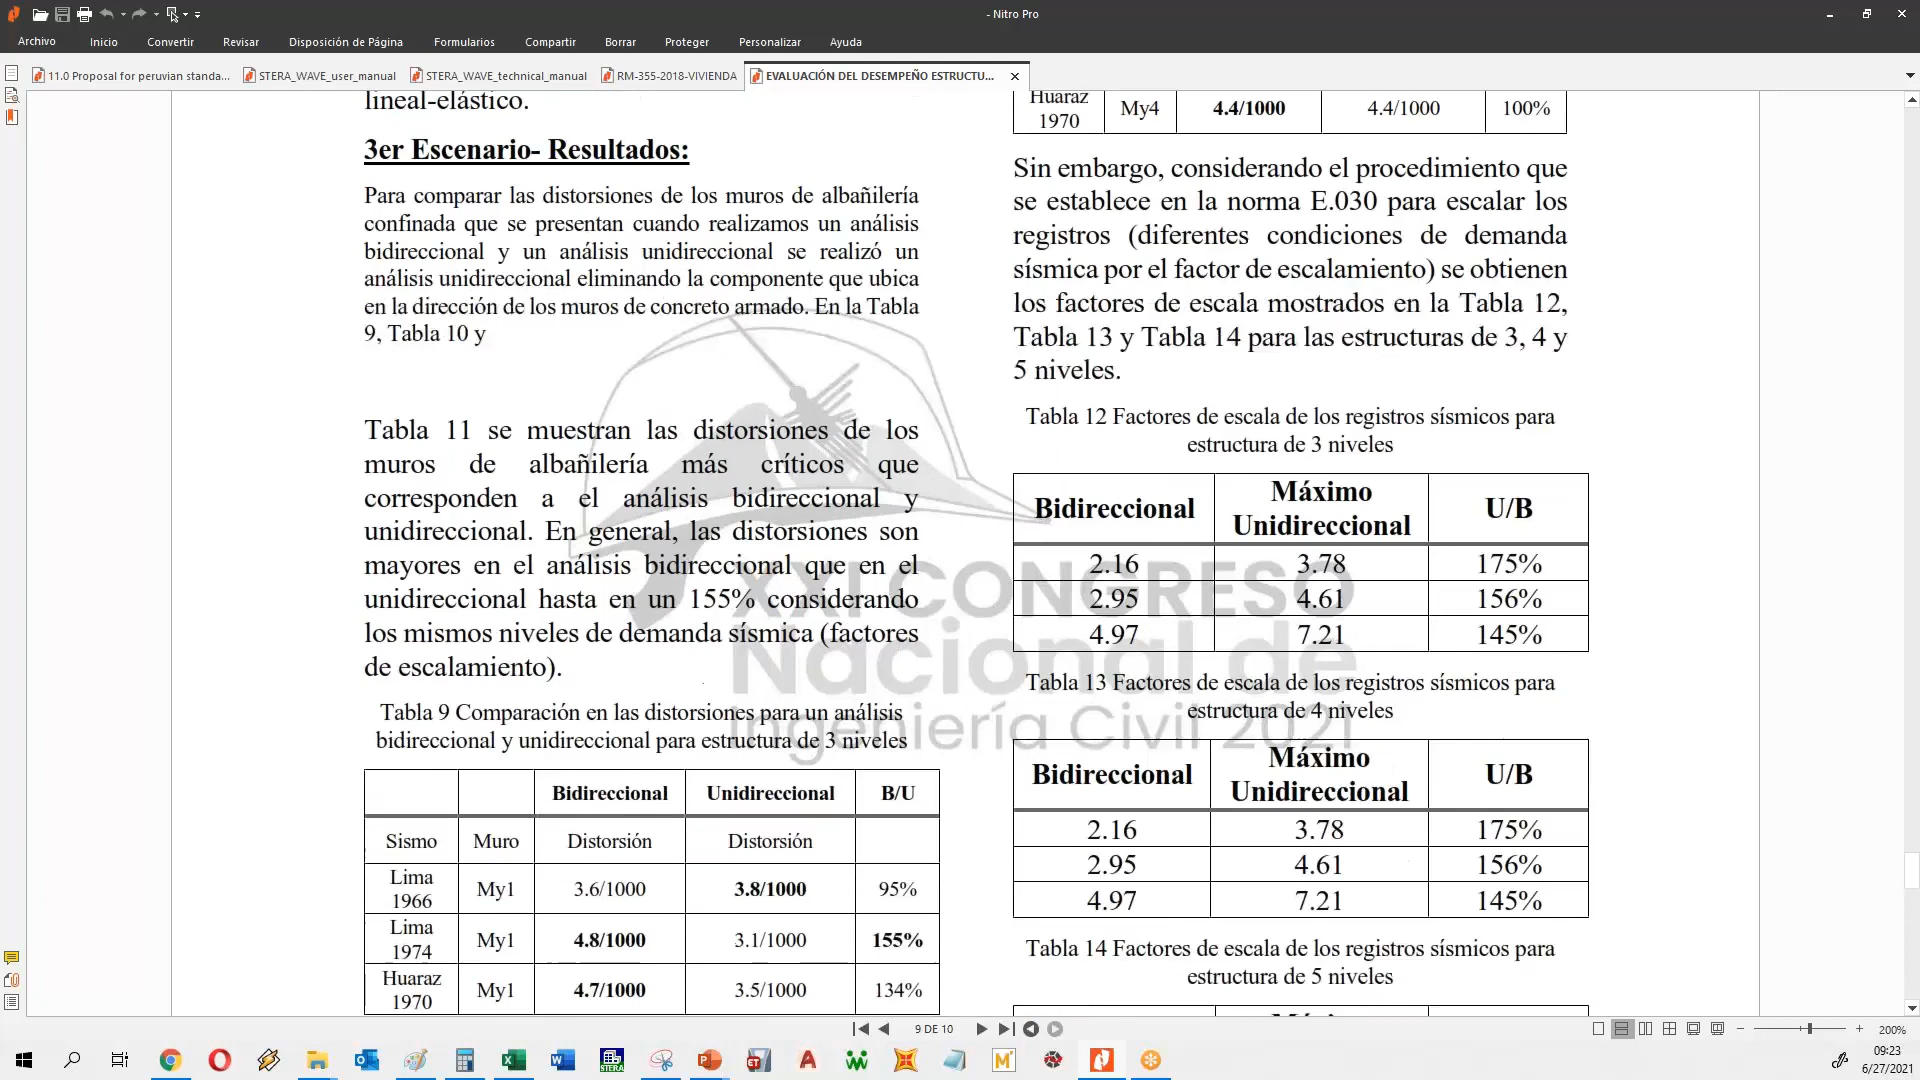 - Nitro Pro
Archivo
Inicio
Convertir
Revisar
Disposición de Página
Formularios
Compartir
Borrar
Proteger
Personalizar
Ayuda
11.0 Proposal for peruvian standa...
STERA_WAVE_user_manual
STERA_WAVE_technical_manual
RM-355-2018-VIVIENDA
EVALUACIÓN DEL DESEMPEÑO ESTRUCTU...
lineal-elástico.
3er Escenario- Resultados:
Para comparar las distorsiones de los muros de albañilería
confinada que se presentan cuando realizamos un análisis
bidireccional y un análisis unidireccional se realizó un
análisis unidireccional eliminando la componente que ubica
en la dirección de los muros de concreto armado. En la Tabla
9, Tabla 10 y
Tabla 11 se muestran las distorsiones de los
muros de albañilería más críticos que
corresponden a el análisis bidireccional y
unidireccional. En general, las distorsiones son
mayores en el análisis bidireccional que en el
unidireccional hasta en un 155% considerando
los mismos niveles de demanda sísmica (factores
de escalamiento).
Tabla 9 Comparación en las distorsiones para un análisis
bidireccional y unidireccional para estructura de 3 niveles
Bidireccional Unidireccional B/U
Sismo Muro Distorsión Distorsión
Lima 1966 My1 3.6/1000 3.8/1000 95%
Lima 1974 My1 4.8/1000 3.1/1000 155%
Huaraz 1970 My1 4.7/1000 3.5/1000 134%
Huaraz 1970 My4 4.4/1000 4.4/1000 100%
Sin embargo, considerando el procedimiento que
se establece en la norma E.030 para escalar los
registros (diferentes condiciones de demanda
sísmica por el factor de escalamiento) se obtienen
los factores de escala mostrados en la Tabla 12,
Tabla 13 y Tabla 14 para las estructuras de 3, 4 y
5 niveles.
Tabla 12 Factores de escala de los registros sísmicos para
estructura de 3 niveles
Bidireccional Máximo Unidireccional U/B
2.16 3.78 175%
2.95 4.61 156%
4.97 7.21 145%
Tabla 13 Factores de escala de los registros sísmicos para
estructura de 4 niveles
Bidireccional Máximo Unidireccional U/B
2.16 3.78 175%
2.95 4.61 156%
4.97 7.21 145%
Tabla 14 Factores de escala de los registros sísmicos para
estructura de 5 niveles
XXI CONGRESO
Nacional de
Ingeniería Civil 2021
9 DE 10
200%
STERA
ET
09:23
6/27/2021